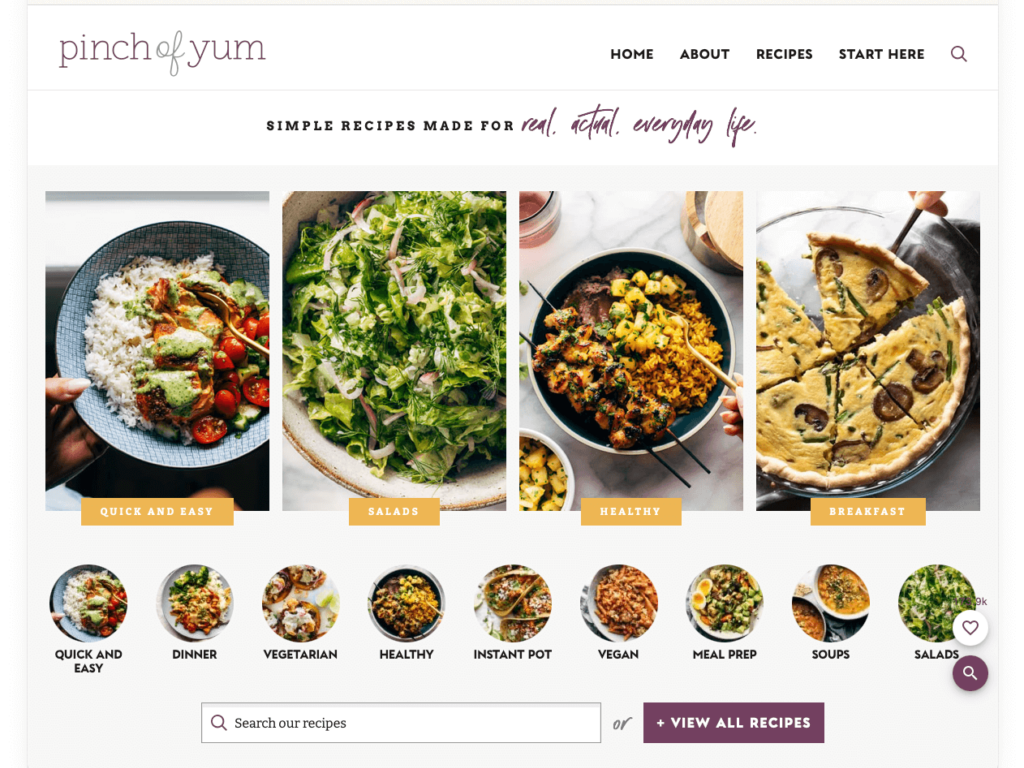 pinch of yum
HOME ABOUT RECIPES START HERE
SIMPLE RECIPES MADE FOR real, actual, everyday life.
QUICK AND EASY SALADS HEALTHY BREAKFAST
QUICK AND EASY
DINNER
VEGETARIAN
HEALTHY
INSTANT POT
VEGAN
MEAL PREP
SOUPS
SALADS
Search our recipes or + VIEW ALL RECIPES